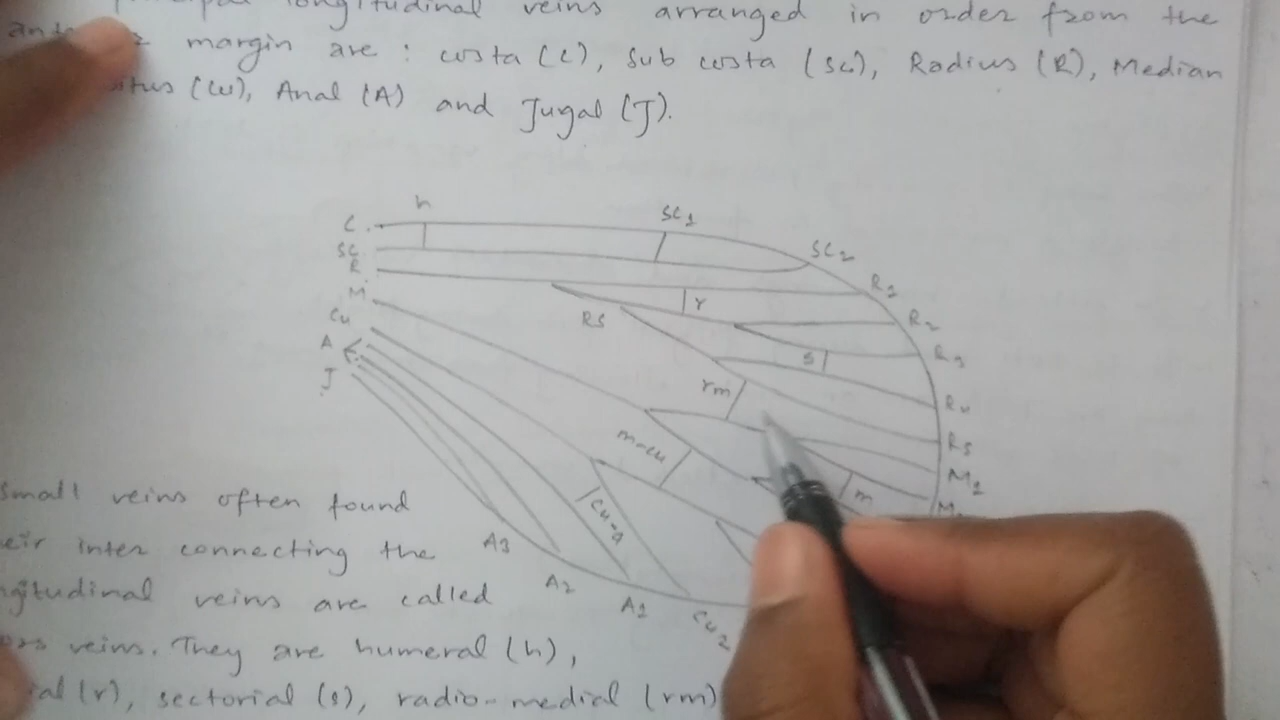 longitudinal veins arranged in order from the
margin are : costa (C), Sub costa (Sc), Radius (R), Median
(Cu), Anal (A) and Jugal (J).
h
SC1
C
SC
SC2
R
R1
M
r
R2
Cu
RS
A
R3
S
J
rm
R4
R5
m-cu
M1
m
small veins often found
Cu-a
inter connecting the
A3
veins are called
A2
A1
Cu2
veins. They are humeral (h),
(r), sectorial (s), radio-medial (rm)